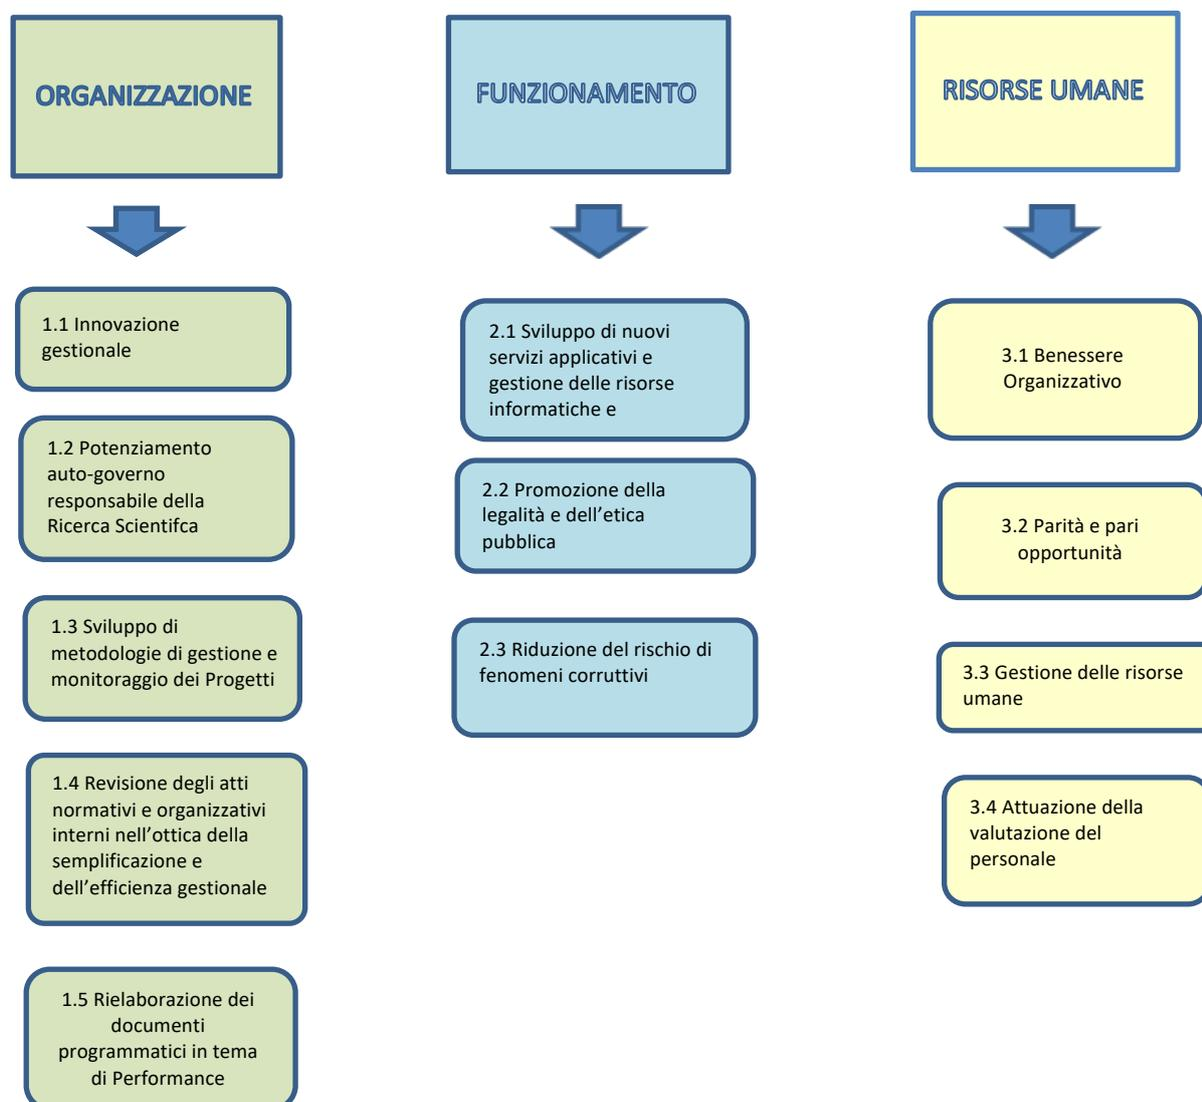 ORGANIZZAZIONE
1.1 Innovazione
gestionale
1.2 Potenziamento
auto-governo
responsabile della
Ricerca Scientifca
1.3 Sviluppo di
metodologie di gestione e
monitoraggio dei Progetti
1.4 Revisione degli atti
normativi e organizzativi
interni nell’ottica della
semplificazione e
dell’efficienza gestionale
1.5 Rielaborazione dei
documenti
programmatici in tema
di Performance
FUNZIONAMENTO
2.1 Sviluppo di nuovi
servizi applicativi e
gestione delle risorse
informatiche e
2.2 Promozione della
legalità e dell’etica
pubblica
2.3 Riduzione del rischio di
fenomeni corruttivi
RISORSE UMANE
3.1 Benessere
Organizzativo
3.2 Parità e pari
opportunità
3.3 Gestione delle risorse
umane
3.4 Attuazione della
valutazione del
personale